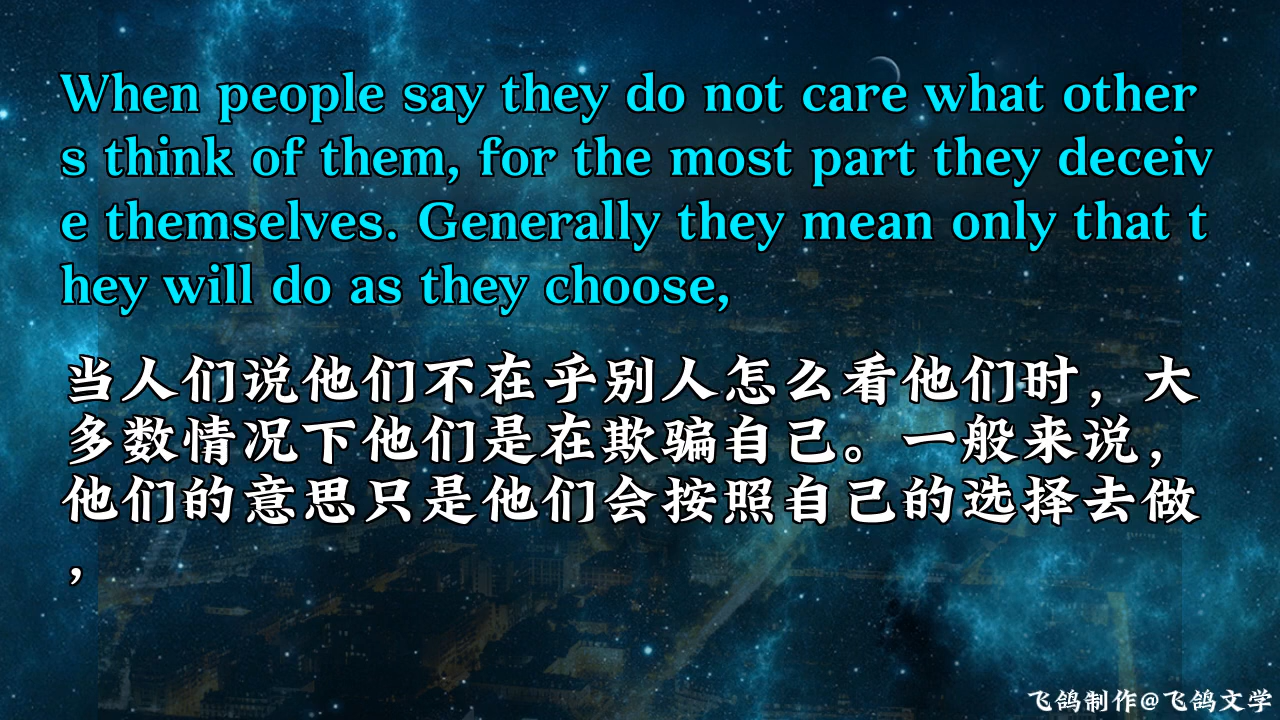 When people say they do not care what other
s think of them, for the most part they deceiv
e themselves. Generally they mean only that t
hey will do as they choose,
当人们说他们不在乎别人怎么看他们时，大
多数情况下他们是在欺骗自己。一般来说，
他们的意思只是他们会按照自己的选择去做
，
飞鸽制作@飞鸽文学